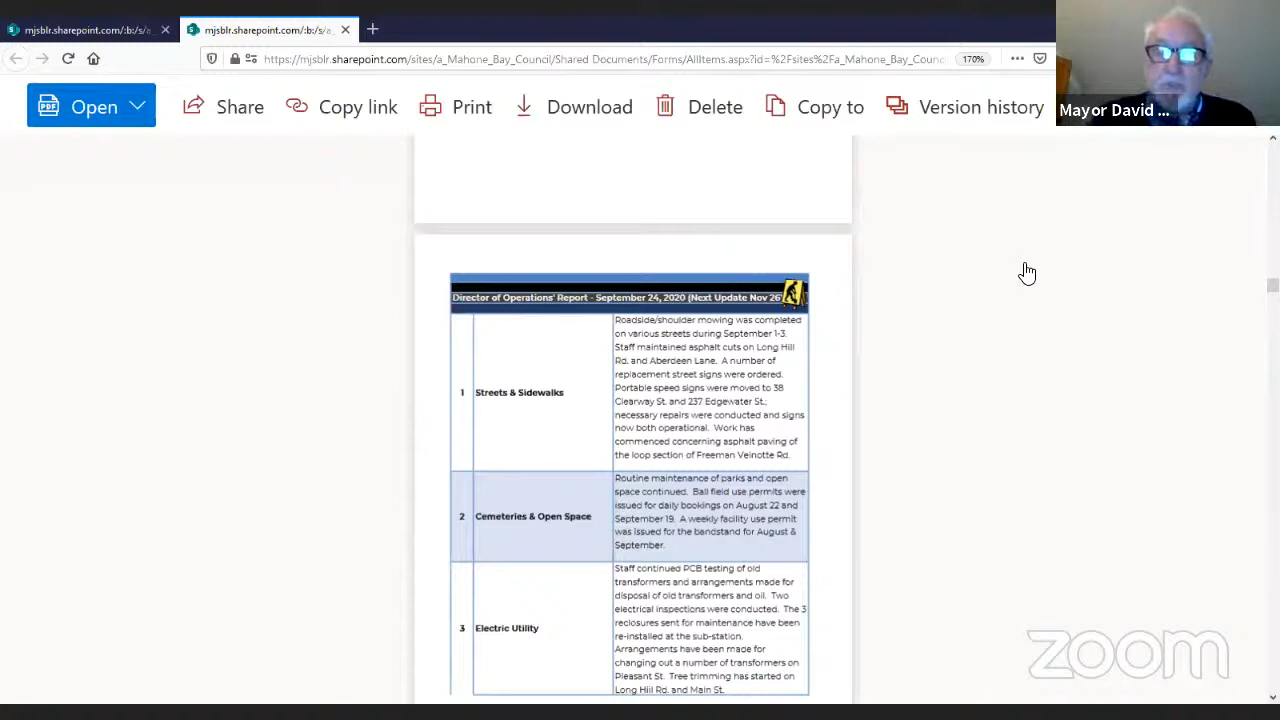 mjsblr.sharepoint.com/:b:/s/a_
mjsblr.sharepoint.com/:b:/s/a_
https://mjsblr.sharepoint.com/sites/a_Mahone_Bay_Council/Shared Documents/Forms/AllItems.aspx?id=%2Fsites%2Fa_Mahone_Bay_Counc
170%
PDF Open
Share
Copy link
Print
Download
Delete
Copy to
Version history
Mayor David ...
Director of Operations' Report - September 24, 2020 (Next Update Nov 26
1
Streets & Sidewalks
Roadside/shoulder mowing was completed
on various streets during September 1-3.
Staff maintained asphalt cuts on Long Hill
Rd. and Aberdeen Lane. A number of
replacement street signs were ordered.
Portable speed signs were moved to 38
Clearway St. and 237 Edgewater St.;
necessary repairs were conducted and signs
now both operational. Work has
commenced concerning asphalt paving of
the loop section of Freeman Veinotte Rd.
2
Cemeteries & Open Space
Routine maintenance of parks and open
space continued. Ball field use permits were
issued for daily bookings on August 22 and
September 19. A weekly facility use permit
was issued for the bandstand for August &
September.
3
Electric Utility
Staff continued PCB testing of old
transformers and arrangements made for
disposal of old transformers and oil. Two
electrical inspections were conducted. The 3
reclosures sent for maintenance have been
re-installed at the sub-station.
Arrangements have been made for
changing out a number of transformers on
Pleasant St. Tree trimming has started on
Long Hill Rd. and Main St.
zoom